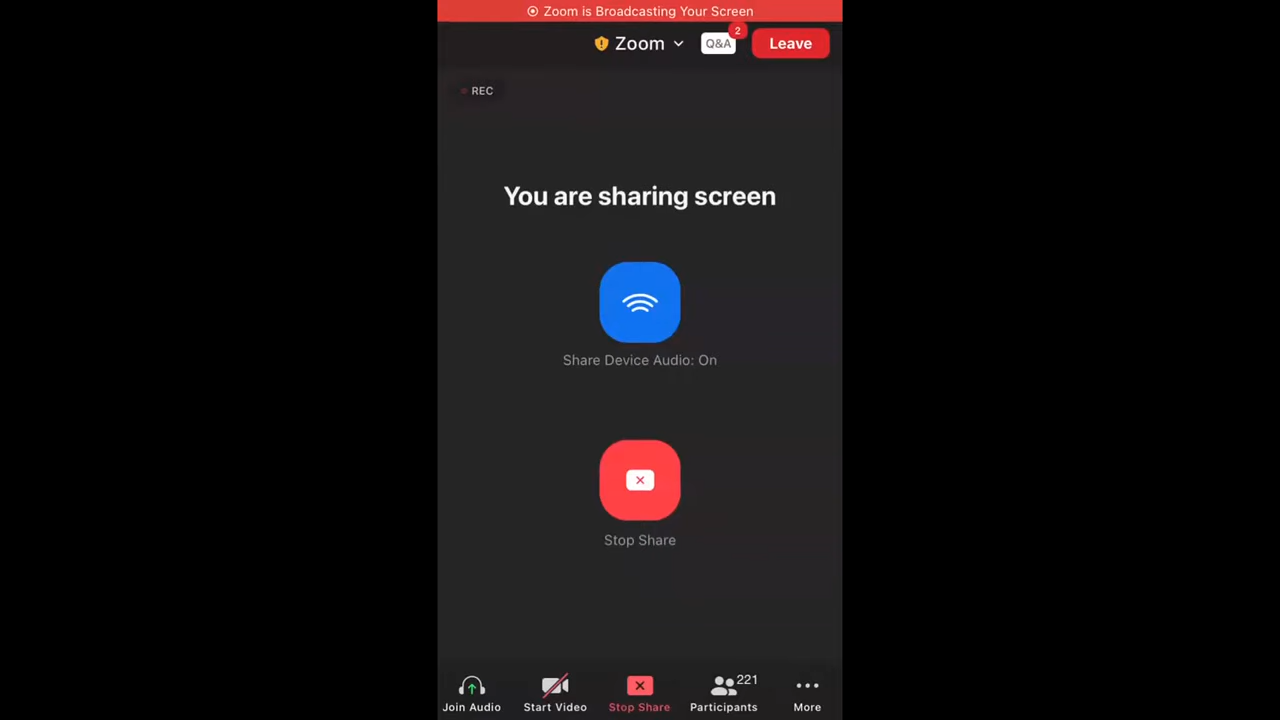 Zoom is Broadcasting Your Screen
Zoom
Q&A
2
Leave
REC
You are sharing screen
Share Device Audio: On
Stop Share
221
Join Audio
Start Video
Stop Share
Participants
More